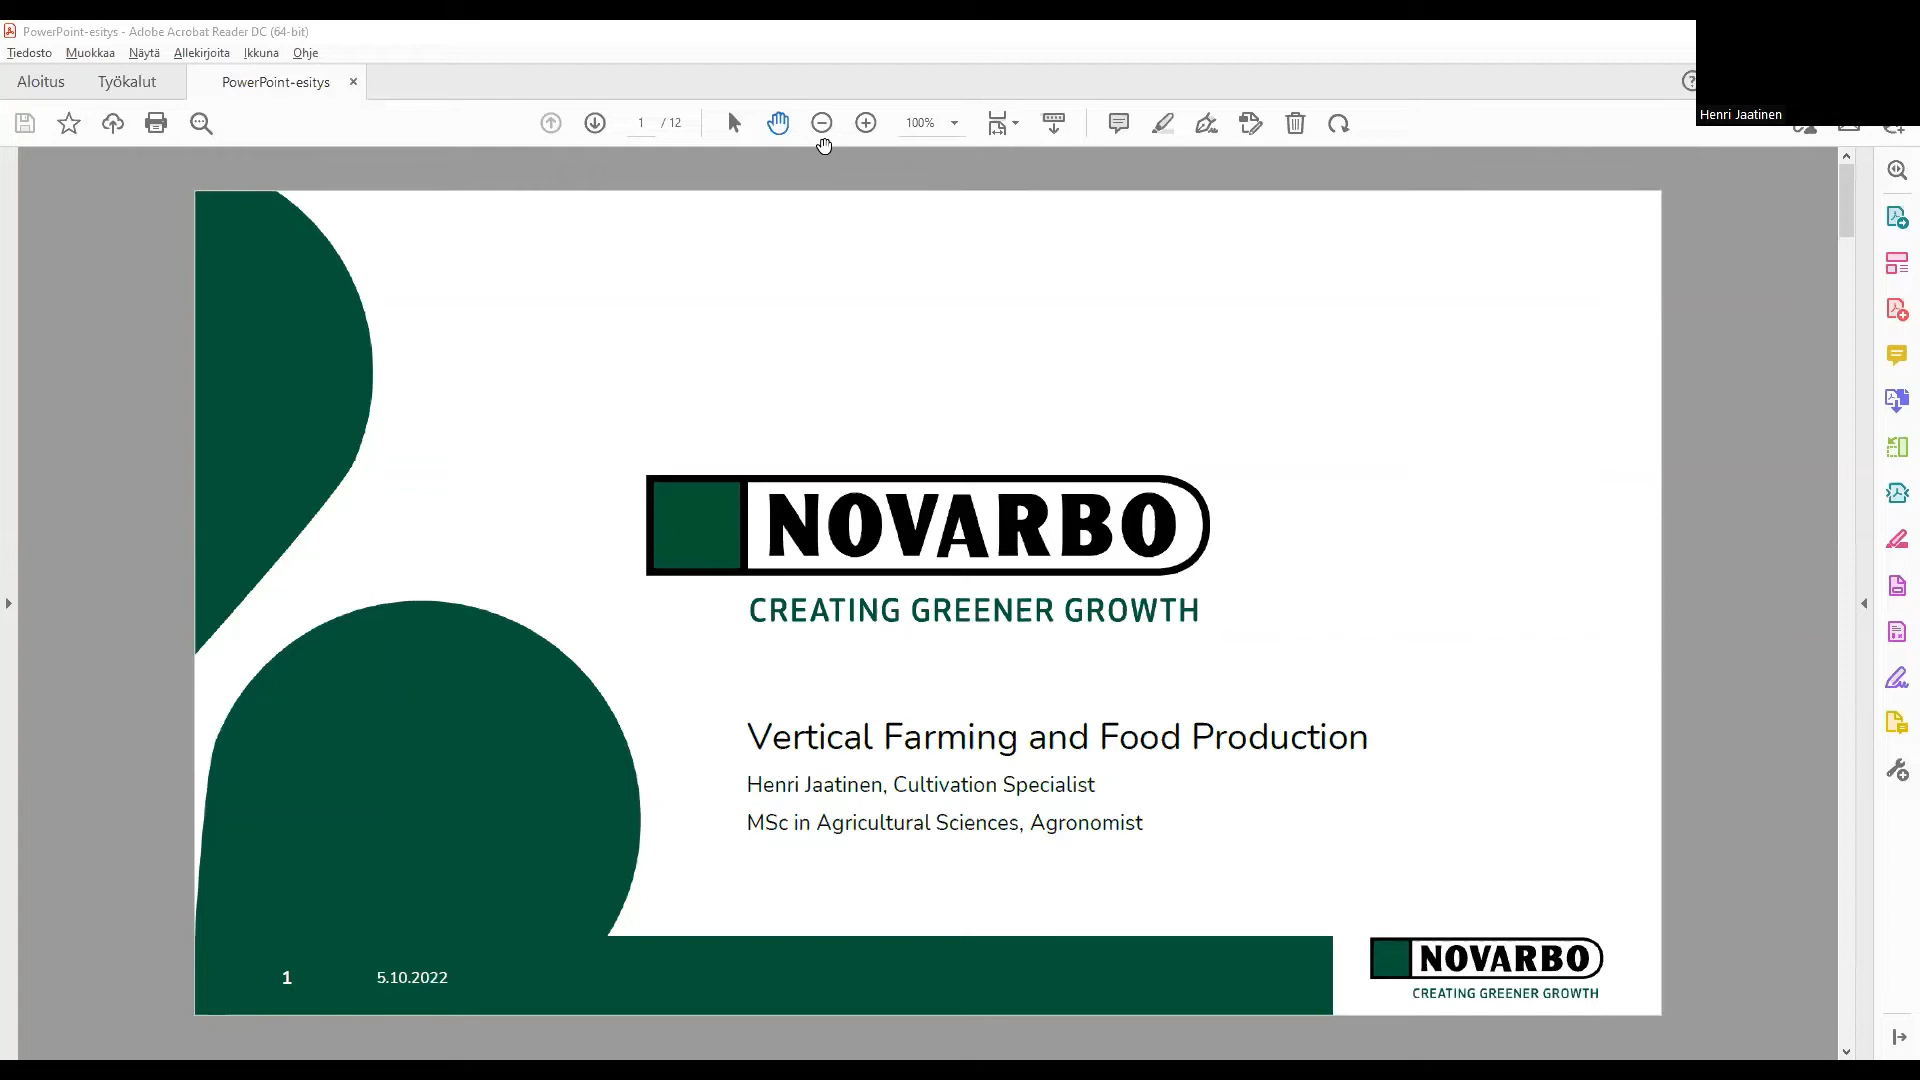 PowerPoint-esitys - Adobe Acrobat Reader DC (64-bit)
Tiedosto Muokkaa Näytä Allekirjoita Ikkuna Ohje
Aloitus Työkalut PowerPoint-esitys
Henri Jaatinen
1 / 12 100%
NOVARBO
CREATING GREENER GROWTH
Vertical Farming and Food Production
Henri Jaatinen, Cultivation Specialist
MSc in Agricultural Sciences, Agronomist
1 5.10.2022
NOVARBO
CREATING GREENER GROWTH